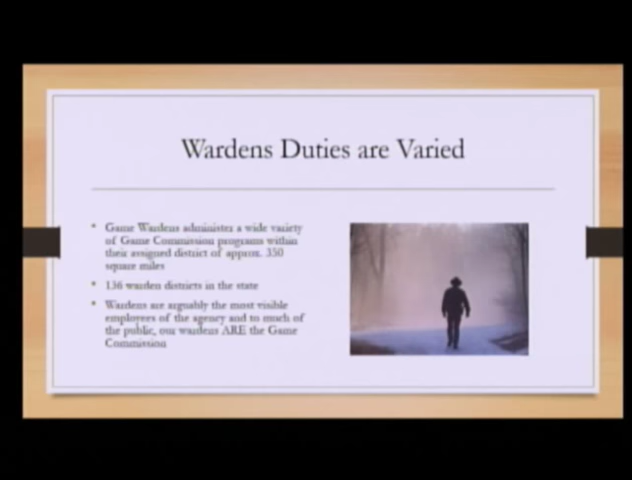 Wardens Duties are Varied
• Game Wardens administer a wide variety
of Game Commission programs within
their assigned district of approx. 350
square miles
• 136 warden districts in the state
• Wardens are arguably the most visible
employees of the agency and to much of
the public, our wardens ARE the Game
Commission